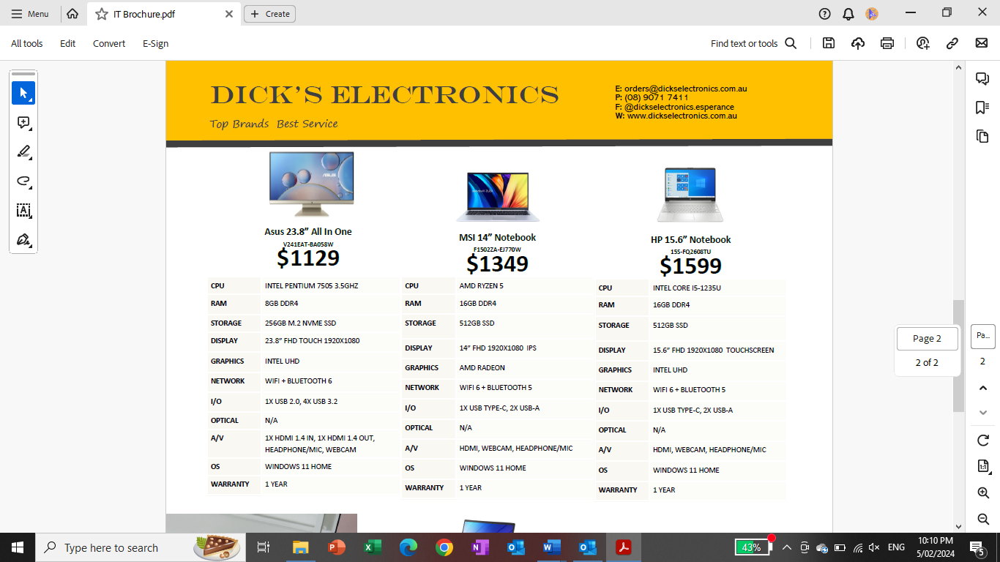 Menu
IT Brochure.pdf
Create
All tools
Edit
Convert
E-Sign
Find text or tools
DICK'S ELECTRONICS
Top Brands Best Service
E: orders@dickselectronics.com.au
P: (08) 9071 7411
F: @dickselectronics.esperance
W: www.dickselectronics.com.au
Asus 23.8” All In One
V241EAT-BA058W
$1129
CPU INTEL PENTIUM 7505 3.5GHZ
RAM 8GB DDR4
STORAGE 256GB M.2 NVME SSD
DISPLAY 23.8” FHD TOUCH 1920X1080
GRAPHICS INTEL UHD
NETWORK WIFI + BLUETOOTH 6
I/O 1X USB 2.0, 4X USB 3.2
OPTICAL N/A
A/V 1X HDMI 1.4 IN, 1X HDMI 1.4 OUT,
HEADPHONE/MIC, WEBCAM
OS WINDOWS 11 HOME
WARRANTY 1 YEAR
MSI 14” Notebook
F1502ZA-EJ770W
$1349
CPU AMD RYZEN 5
RAM 16GB DDR4
STORAGE 512GB SSD
DISPLAY 14” FHD 1920X1080 IPS
GRAPHICS AMD RADEON
NETWORK WIFI 6 + BLUETOOTH 5
I/O 1X USB TYPE-C, 2X USB-A
OPTICAL N/A
A/V HDMI, WEBCAM, HEADPHONE/MIC
OS WINDOWS 11 HOME
WARRANTY 1 YEAR
HP 15.6” Notebook
15S-FQ2608TU
$1599
CPU INTEL CORE I5-1235U
RAM 16GB DDR4
STORAGE 512GB SSD
DISPLAY 15.6” FHD 1920X1080 TOUCHSCREEN
GRAPHICS INTEL UHD
NETWORK WIFI 6 + BLUETOOTH 5
I/O 1X USB TYPE-C, 2X USB-A
OPTICAL N/A
A/V HDMI, WEBCAM, HEADPHONE/MIC
OS WINDOWS 11 HOME
WARRANTY 1 YEAR
Page 2
2 of 2
Pa...
2
1:1
Type here to search
43%
ENG
10:10 PM
5/02/2024
5